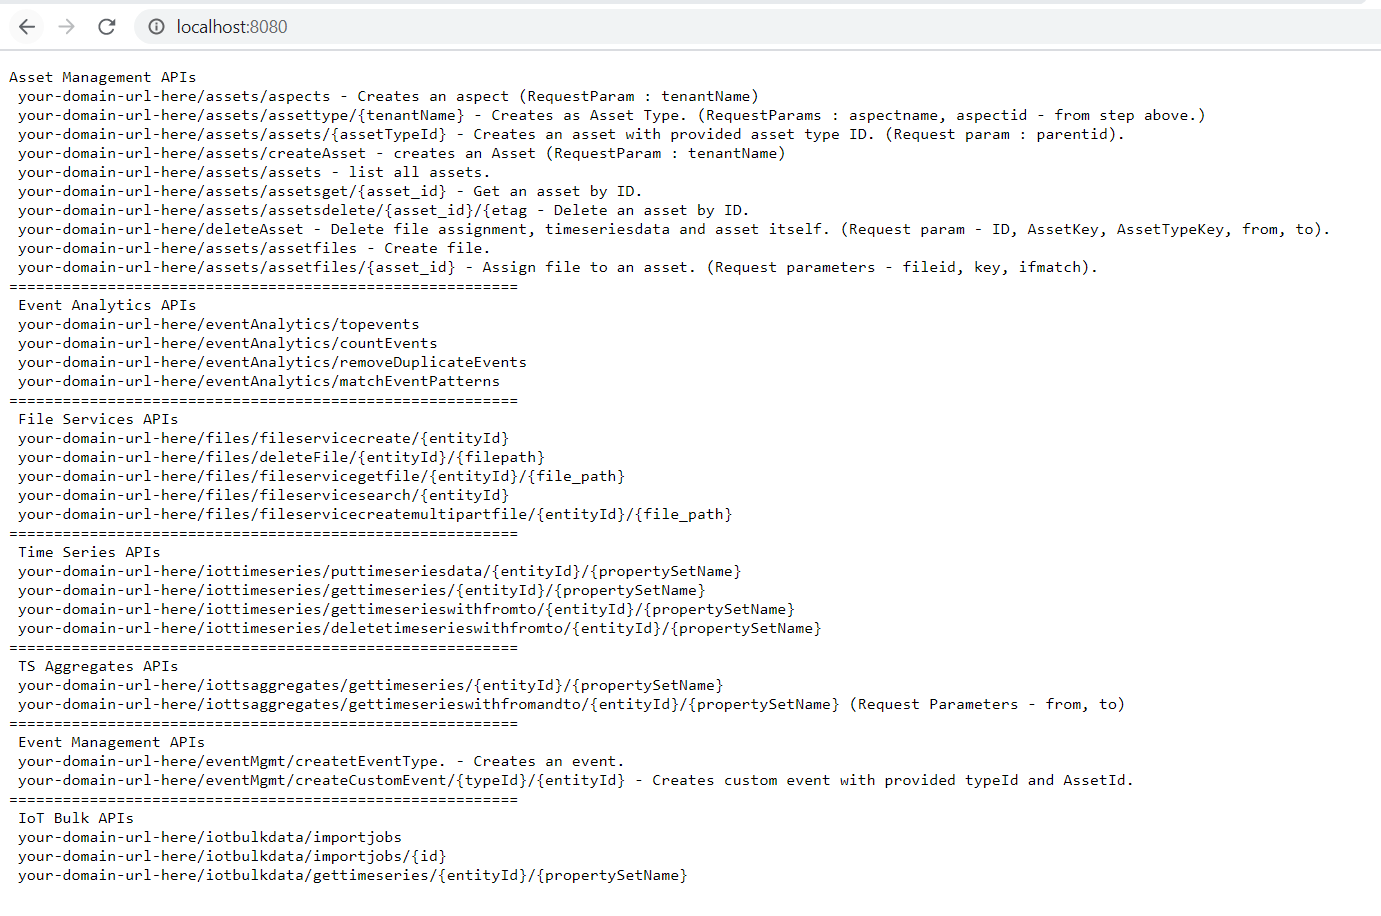 localhost:8080
Asset Management APIs
your-domain-url-here/assets/aspects - Creates an aspect (RequestParam : tenantName)
your-domain-url-here/assets/assettype/{tenantName} - Creates as Asset Type. (RequestParams : aspectname, aspectid - from step above.)
your-domain-url-here/assets/assets/{assetTypeId} - Creates an asset with provided asset type ID. (Request param : parentid).
your-domain-url-here/assets/createAsset - creates an Asset (RequestParam : tenantName)
your-domain-url-here/assets/assets - list all assets.
your-domain-url-here/assets/assetsget/{asset_id} - Get an asset by ID.
your-domain-url-here/assets/assetsdelete/{asset_id}/{etag - Delete an asset by ID.
your-domain-url-here/deleteAsset - Delete file assignment, timeseriesdata and asset itself. (Request param - ID, AssetKey, AssetTypeKey, from, to).
your-domain-url-here/assets/assetfiles - Create file.
your-domain-url-here/assets/assetfiles/{asset_id} - Assign file to an asset. (Request parameters - fileid, key, ifmatch).
=========================================================
Event Analytics APIs
your-domain-url-here/eventAnalytics/topevents
your-domain-url-here/eventAnalytics/countEvents
your-domain-url-here/eventAnalytics/removeDuplicateEvents
your-domain-url-here/eventAnalytics/matchEventPatterns
=========================================================
File Services APIs
your-domain-url-here/files/fileservicecreate/{entityId}
your-domain-url-here/files/deleteFile/{entityId}/{filepath}
your-domain-url-here/files/fileservicegetfile/{entityId}/{file_path}
your-domain-url-here/files/fileservicesearch/{entityId}
your-domain-url-here/files/fileservicecreatemultipartfile/{entityId}/{file_path}
=========================================================
Time Series APIs
your-domain-url-here/iottimeseries/puttimeseriesdata/{entityId}/{propertySetName}
your-domain-url-here/iottimeseries/gettimeseries/{entityId}/{propertySetName}
your-domain-url-here/iottimeseries/gettimeserieswithfromto/{entityId}/{propertySetName}
your-domain-url-here/iottimeseries/deletetimeserieswithfromto/{entityId}/{propertySetName}
=========================================================
TS Aggregates APIs
your-domain-url-here/iottsaggregates/gettimeseries/{entityId}/{propertySetName}
your-domain-url-here/iottsaggregates/gettimeserieswithfromandto/{entityId}/{propertySetName} (Request Parameters - from, to)
=========================================================
Event Management APIs
your-domain-url-here/eventMgmt/createtEventType. - Creates an event.
your-domain-url-here/eventMgmt/createCustomEvent/{typeId}/{entityId} - Creates custom event with provided typeId and AssetId.
=========================================================
IoT Bulk APIs
your-domain-url-here/iotbulkdata/importjobs
your-domain-url-here/iotbulkdata/importjobs/{id}
your-domain-url-here/iotbulkdata/gettimeseries/{entityId}/{propertySetName}